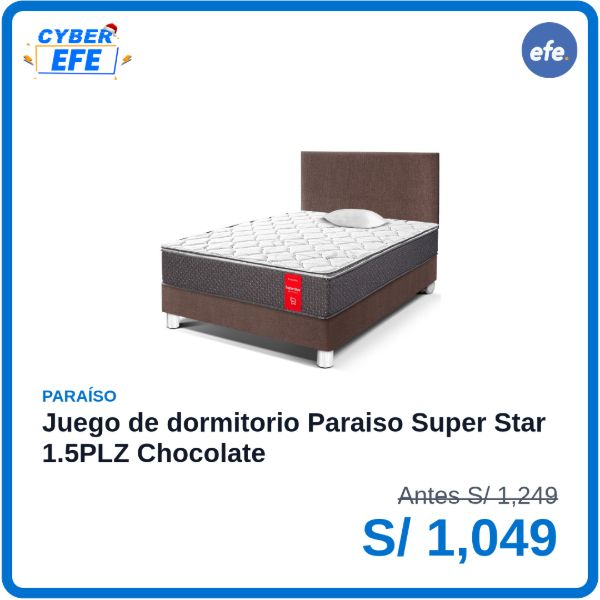 CYBER
EFE
efe.
PARAÍSO
Juego de dormitorio Paraiso Super Star
1.5PLZ Chocolate
Antes S/ 1,249
S/ 1,049